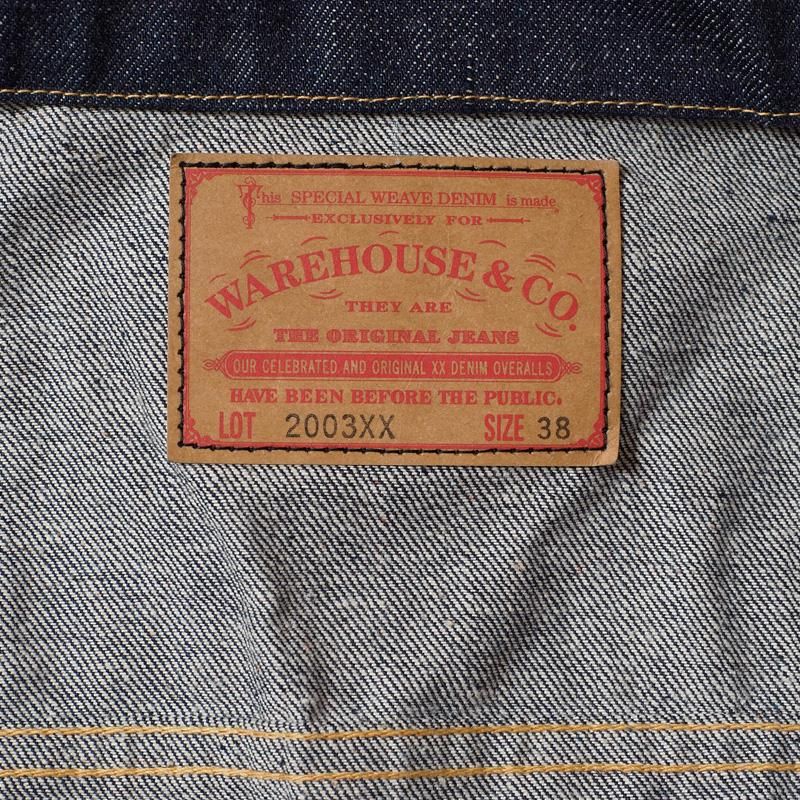 This SPECIAL WEAVE DENIM is made
EXCLUSIVELY FOR
WAREHOUSE & CO.
THEY ARE
THE ORIGINAL JEANS
OUR CELEBRATED AND ORIGINAL XX DENIM OVERALLS
HAVE BEEN BEFORE THE PUBLIC.
LOT 2003XX SIZE 38